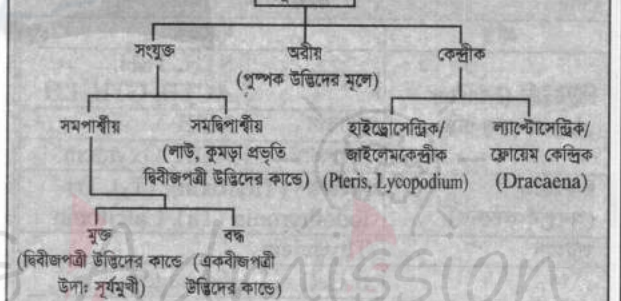 সংযুক্ত অরীয় কেন্দ্রীক
(পুষ্পক উদ্ভিদের মূলে)
সমপার্শ্বীয় সমদ্বিপার্শ্বীয় হাইড্রোসেন্ট্রিক/ ল্যাপ্টোসেন্ট্রিক/
(লাউ, কুমড়া প্রভৃতি জাইলেমকেন্দ্রীক ফ্লোয়েম কেন্দ্রিক
দ্বিবীজপত্রী উদ্ভিদের কান্ডে) (Pteris, Lycopodium) (Dracaena)
মুক্ত বদ্ধ
(দ্বিবীজপত্রী উদ্ভিদের কান্ডে (একবীজপত্রী
উদাঃ সূর্যমুখী) উদ্ভিদের কান্ডে)
mission